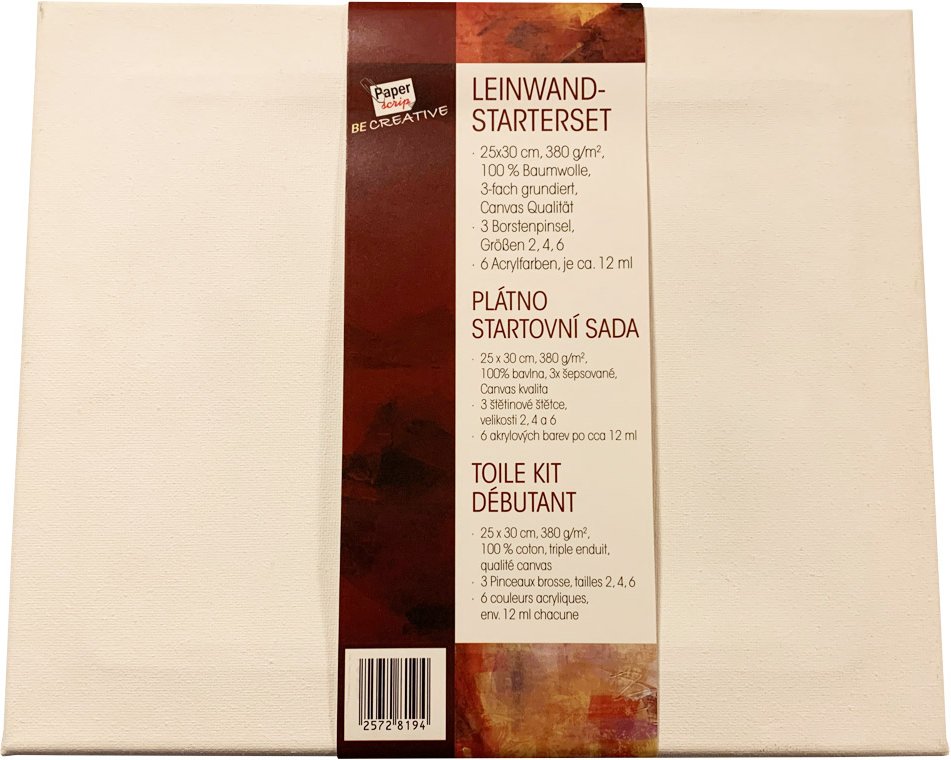 Paper
scrip
BE CREATIVE
LEINWAND-
STARTERSET
· 25x30 cm, 380 g/m²,
100 % Baumwolle,
3-fach grundiert,
Canvas Qualität
· 3 Borstenpinsel,
Größen 2, 4, 6
· 6 Acrylfarben, je ca. 12 ml
PLÁTNO
STARTOVNÍ SADA
· 25 x 30 cm, 380 g/m²,
100% bavlna, 3x šepsované,
Canvas kvalita
· 3 štětinové štětce,
velikosti 2, 4 a 6
· 6 akrylových barev po cca 12 ml
TOILE KIT
DÉBUTANT
· 25 x 30 cm, 380 g/m²,
100 % coton, triple enduit,
qualité canvas
· 3 Pinceaux brosse, tailles 2, 4, 6
· 6 couleurs acryliques,
env. 12 ml chacune
2572 8194